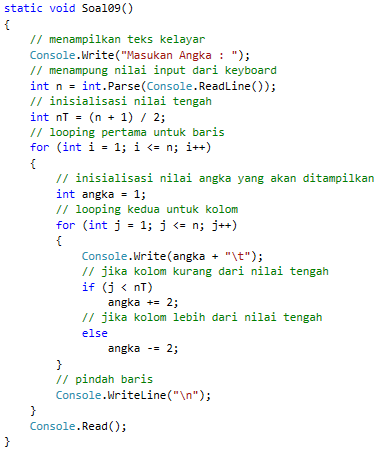 static void Soal09()
{
    // menampilkan teks kelayar
    Console.Write("Masukan Angka : ");
    // menampung nilai input dari keyboard
    int n = int.Parse(Console.ReadLine());
    // inisialisasi nilai tengah
    int nT = (n + 1) / 2;
    // looping pertama untuk baris
    for (int i = 1; i <= n; i++)
    {
        // inisialisasi nilai angka yang akan ditampilkan
        int angka = 1;
        // looping kedua untuk kolom
        for (int j = 1; j <= n; j++)
        {
            Console.Write(angka + "\t");
            // jika kolom kurang dari nilai tengah
            if (j < nT)
                angka += 2;
            // jika kolom lebih dari nilai tengah
            else
                angka -= 2;
        }
        // pindah baris
        Console.WriteLine("\n");
    }
    Console.Read();
}